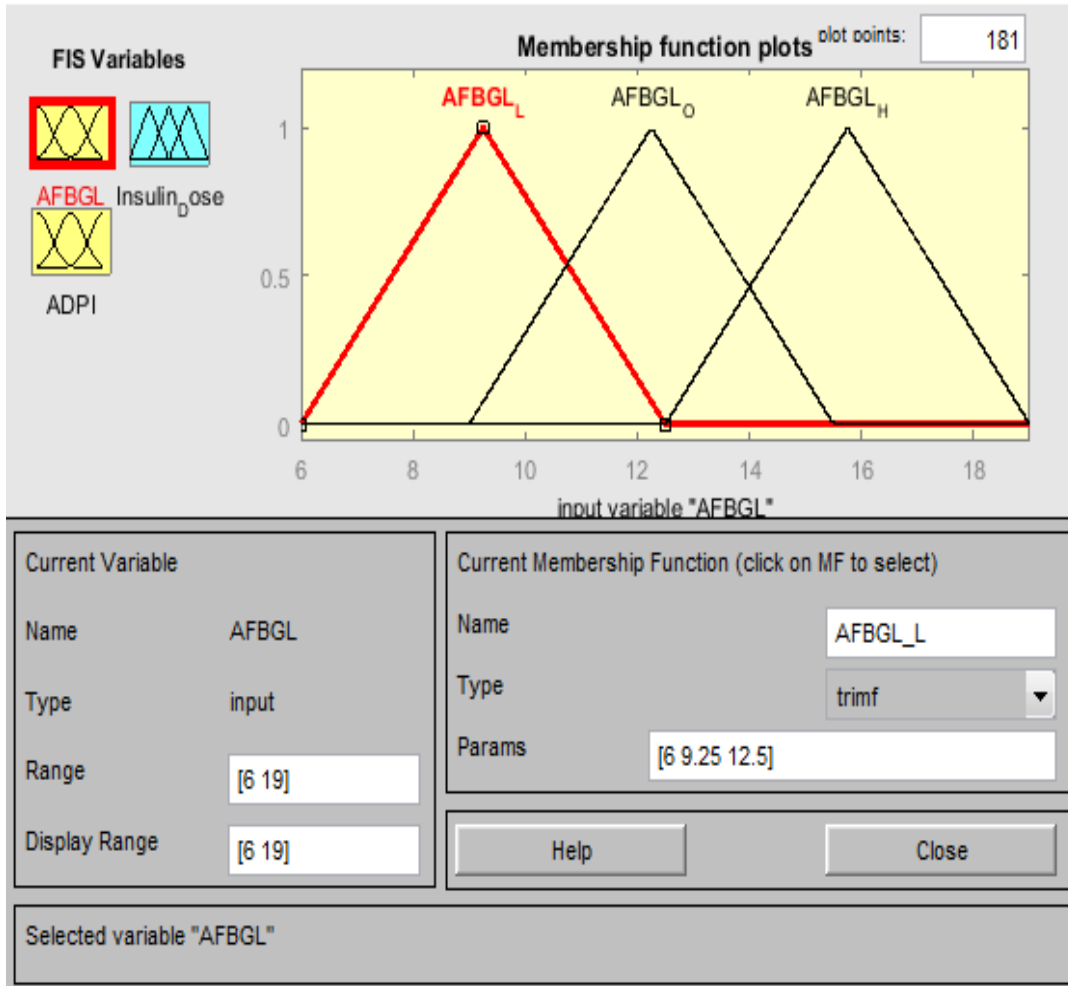 FIS Variables
Membership function plots
plot points:
181
AFBGL
Insulin_Dose
ADPI
AFBGL_L
AFBGL_O
AFBGL_H
1
0.5
0
6
8
10
12
14
16
18
input variable "AFBGL"
Current Variable
Name AFBGL
Type input
Range [6 19]
Display Range [6 19]
Current Membership Function (click on MF to select)
Name AFBGL_L
Type trimf
Params [6 9.25 12.5]
Help Close
Selected variable "AFBGL"